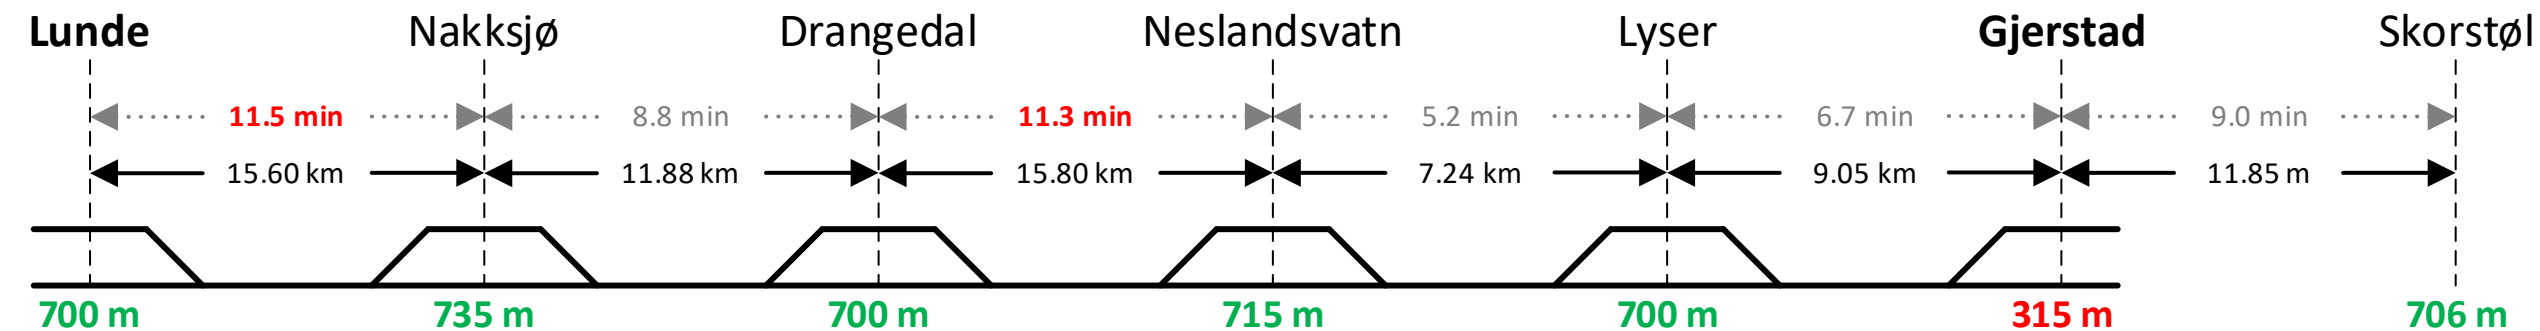 Lunde Nakksjø Drangedal Neslandsvatn Lyser Gjerstad Skorstøl
11.5 min 8.8 min 11.3 min 5.2 min 6.7 min 9.0 min
15.60 km 11.88 km 15.80 km 7.24 km 9.05 km 11.85 m
700 m 735 m 700 m 715 m 700 m 315 m 706 m